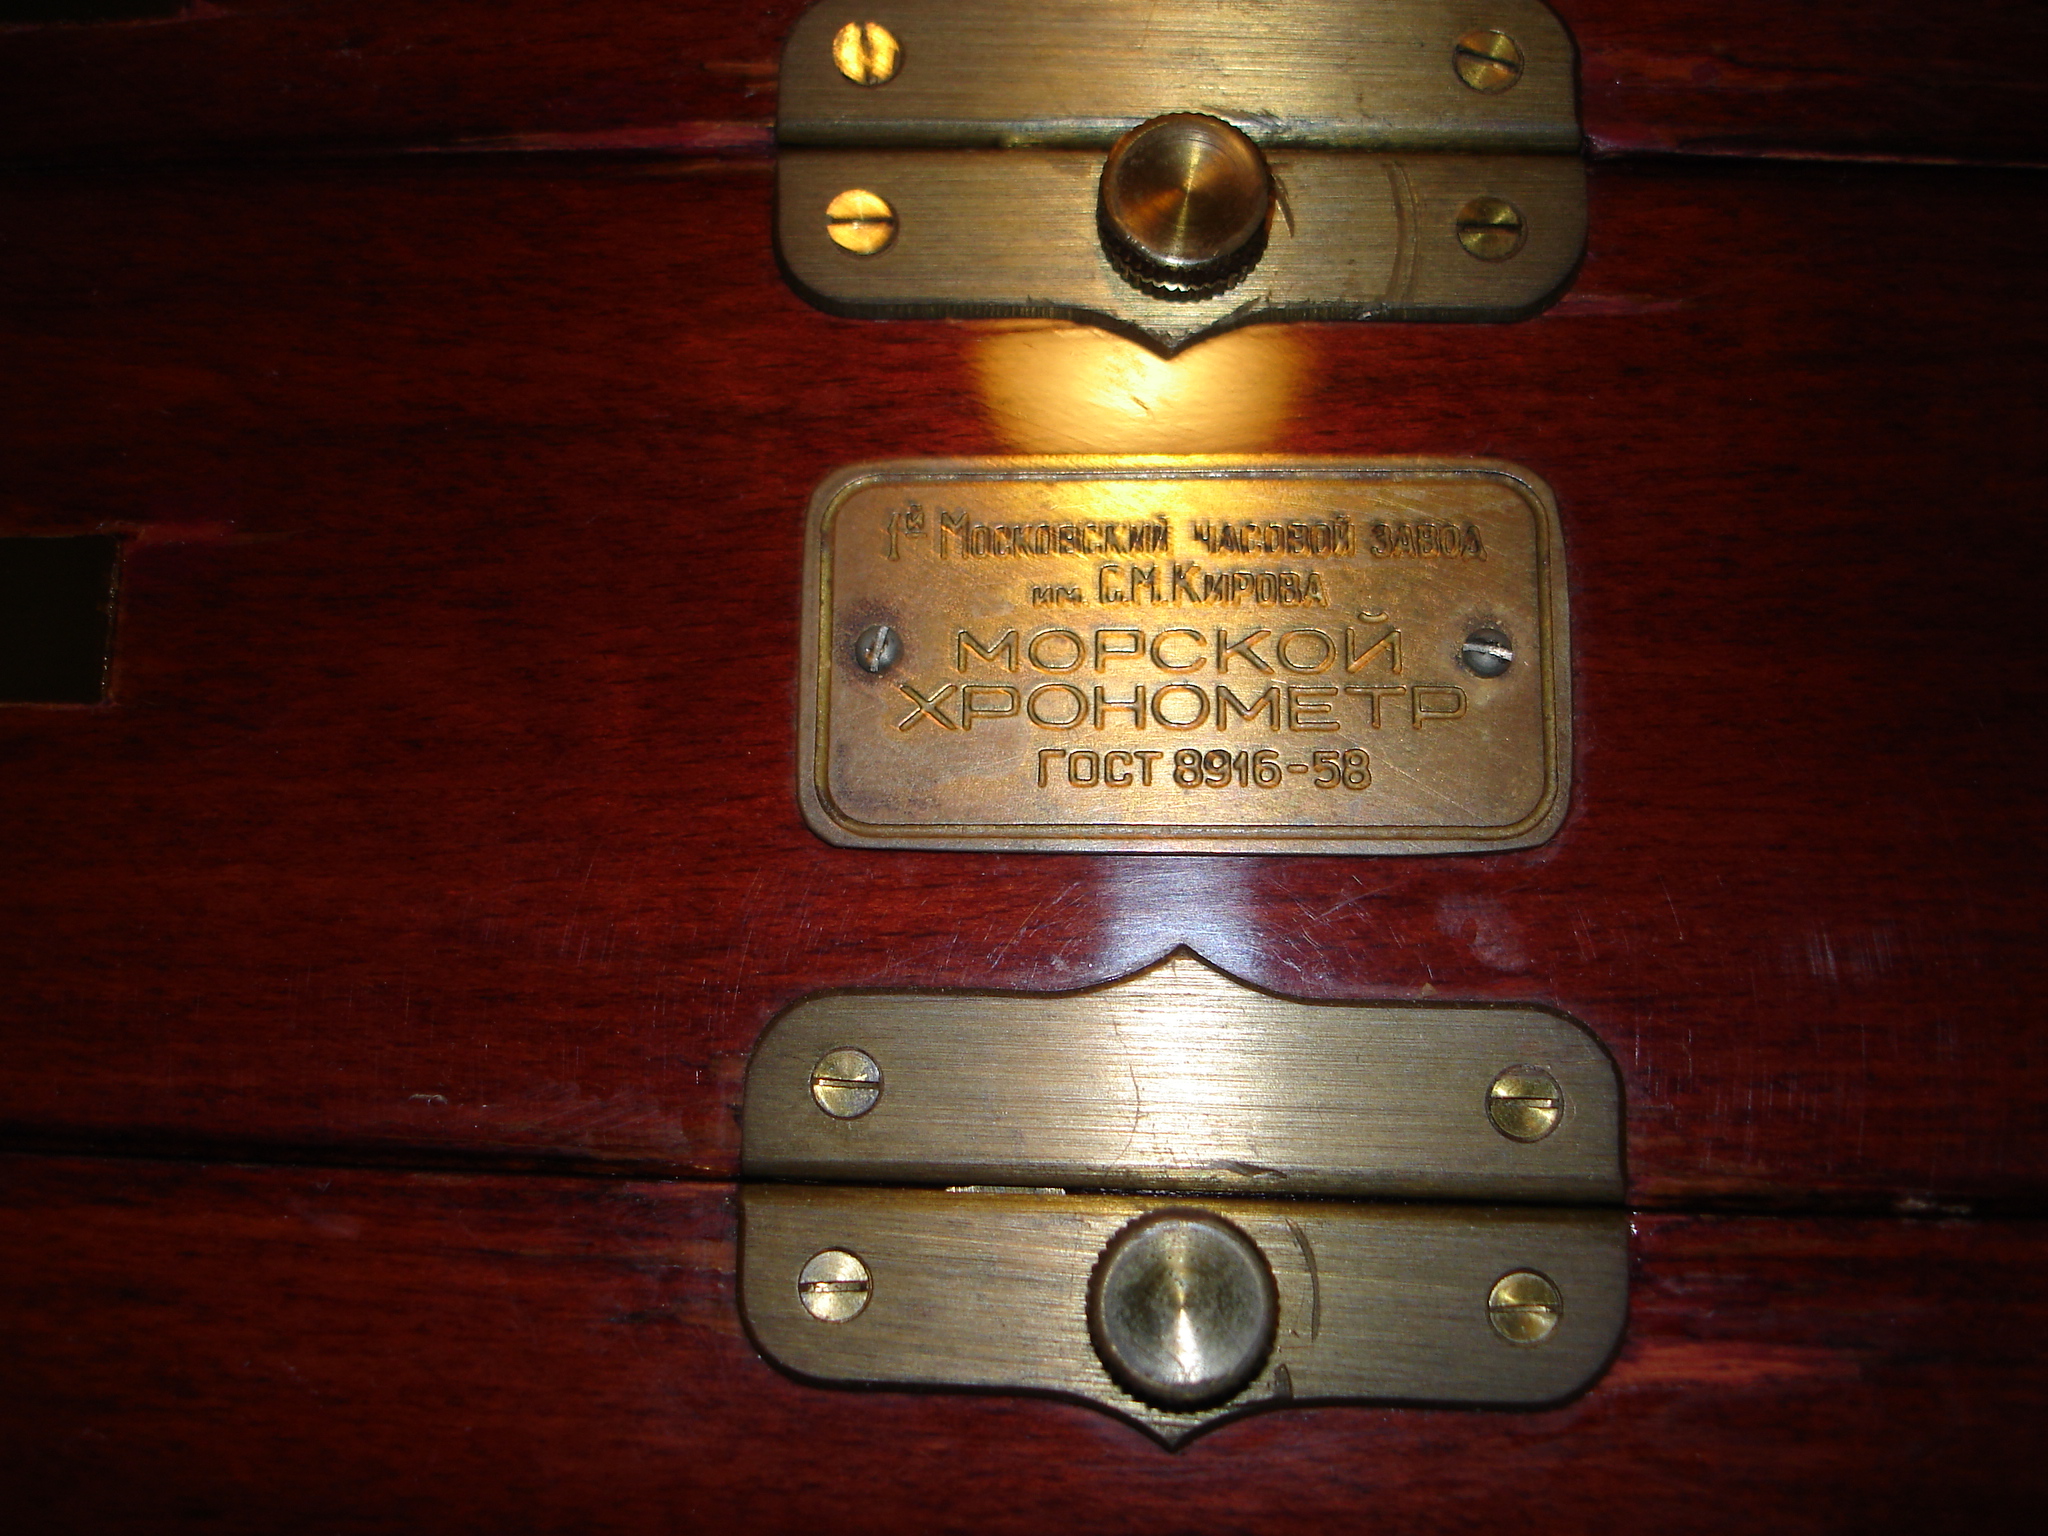 1й Московский часовой завод
им. С.М. Кирова
МОРСКОЙ
ХРОНОМЕТР
ГОСТ 8916-58